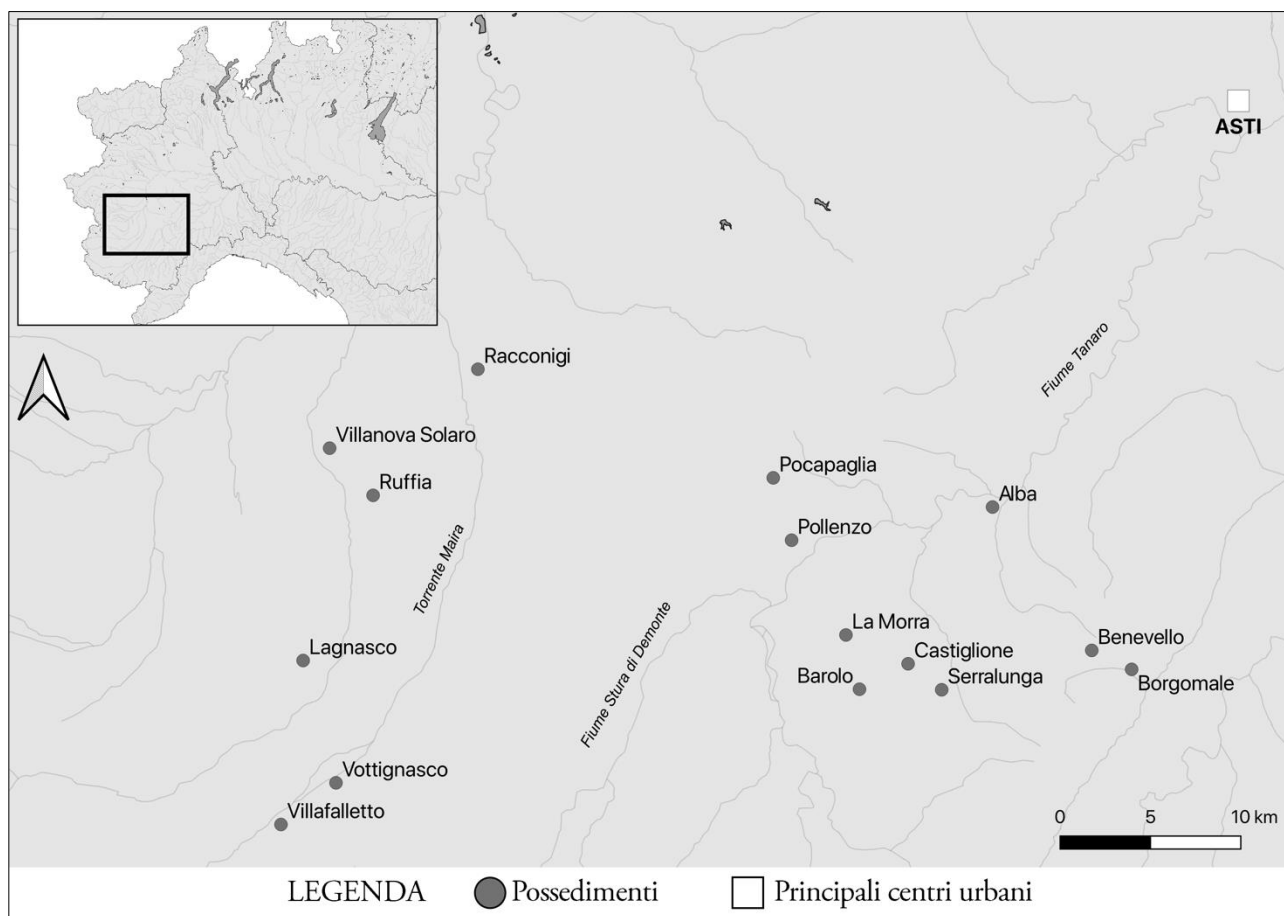 ASTI
Racconigi
Fiume Tanaro
Villanova Solaro
Ruffia
Pocapaglia
Alba
Pollenzo
Torrente Maira
La Morra
Fiume Stura di Demonte
Lagnasco
Castiglione
Benevello
Barolo
Serralunga
Borgomale
Vottignasco
Villafalletto
0 5 10 km
LEGENDA Possedimenti Principali centri urbani